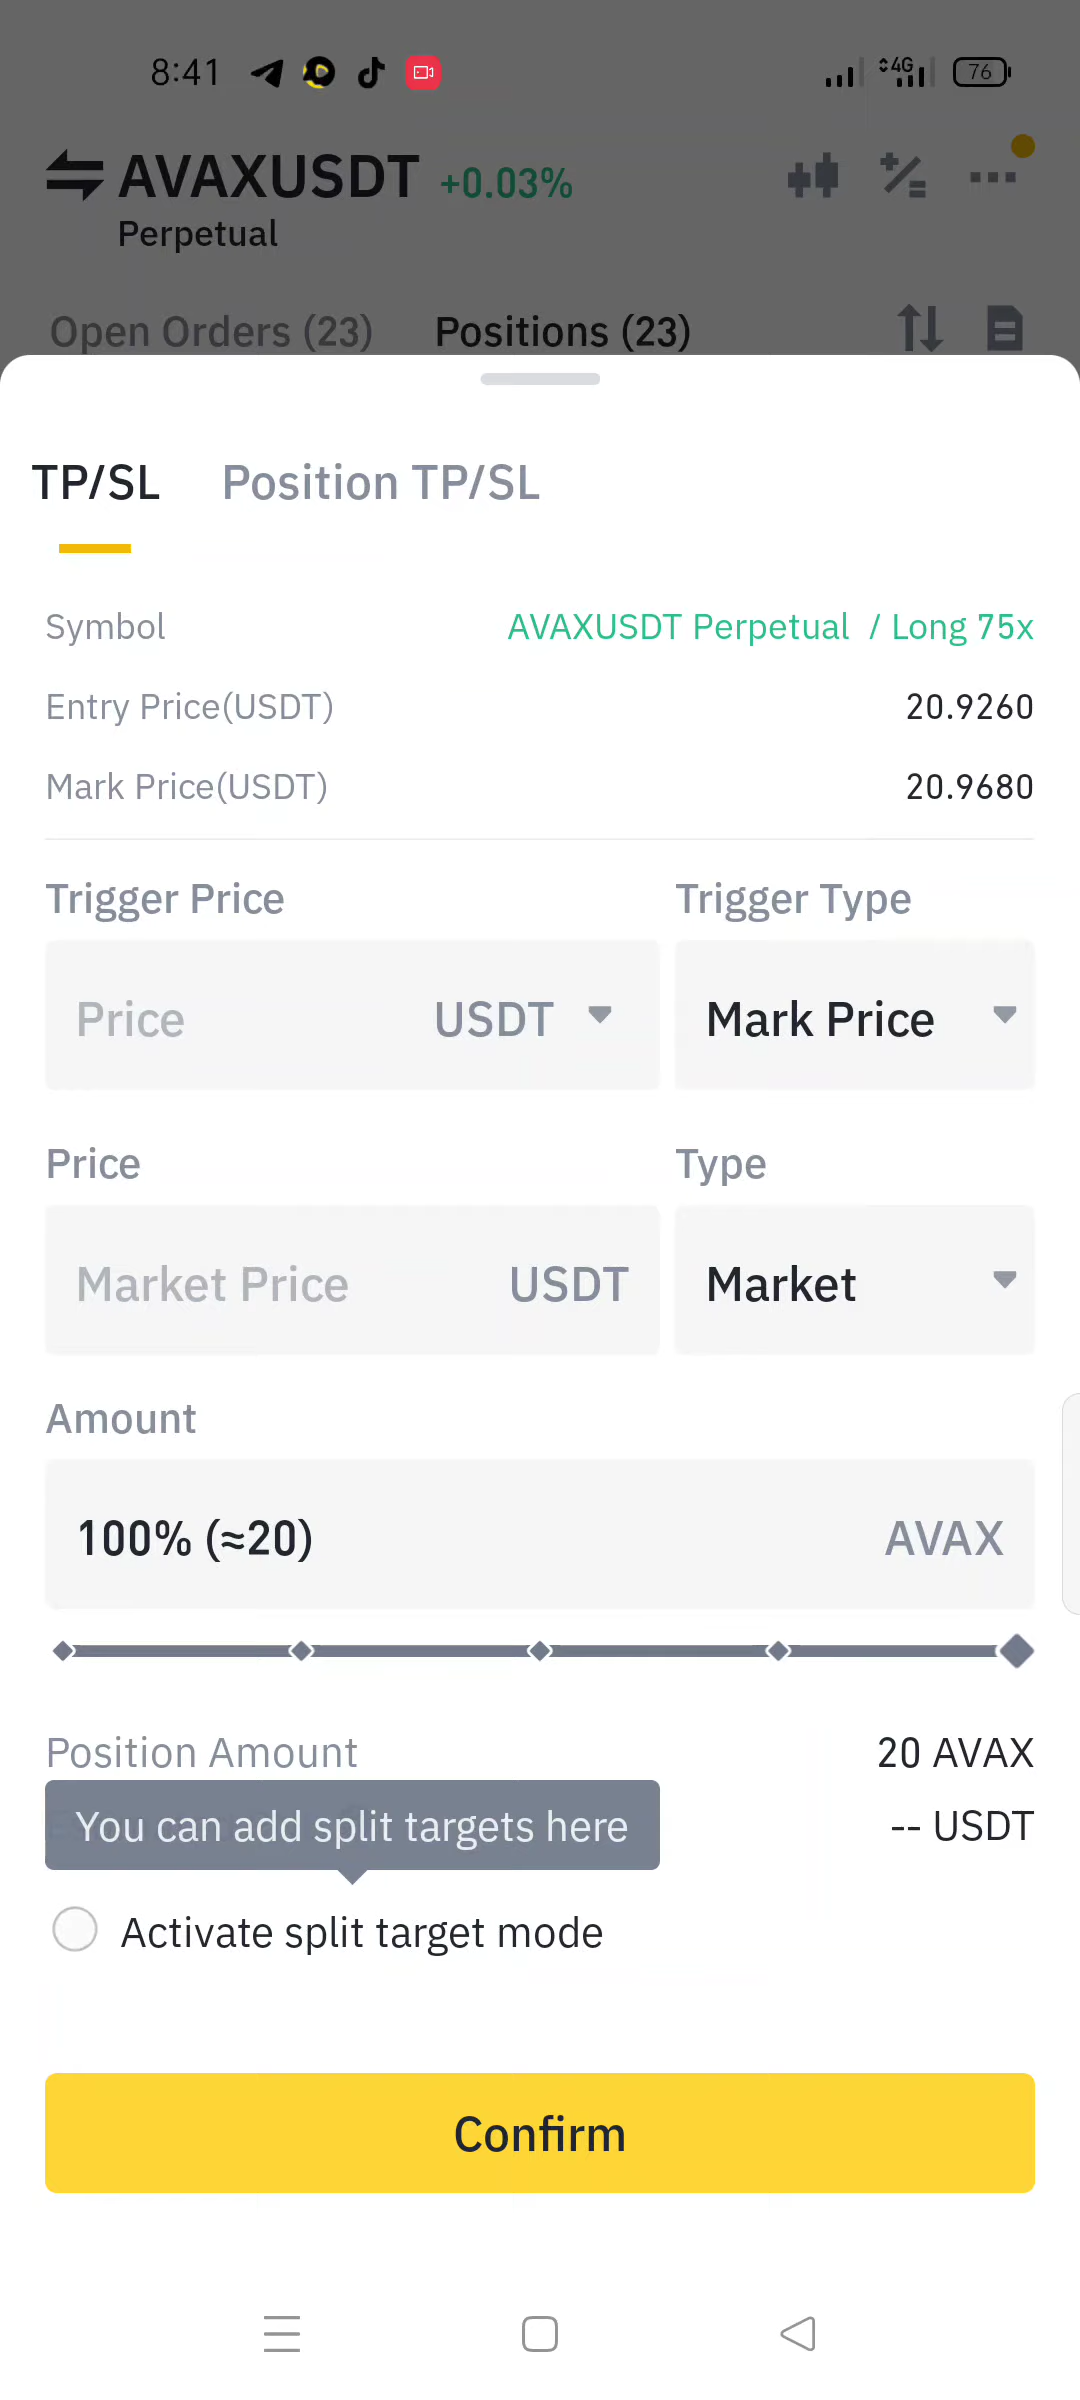 8:41
4G
76
AVAXUSDT +0.03%
Perpetual
Open Orders (23) Positions (23)
TP/SL Position TP/SL
Symbol AVAXUSDT Perpetual / Long 75x
Entry Price(USDT) 20.9260
Mark Price(USDT) 20.9680
Trigger Price Trigger Type
Price USDT Mark Price
Price Type
Market Price USDT Market
Amount
100% (≈20) AVAX
Position Amount 20 AVAX
You can add split targets here -- USDT
Activate split target mode
Confirm